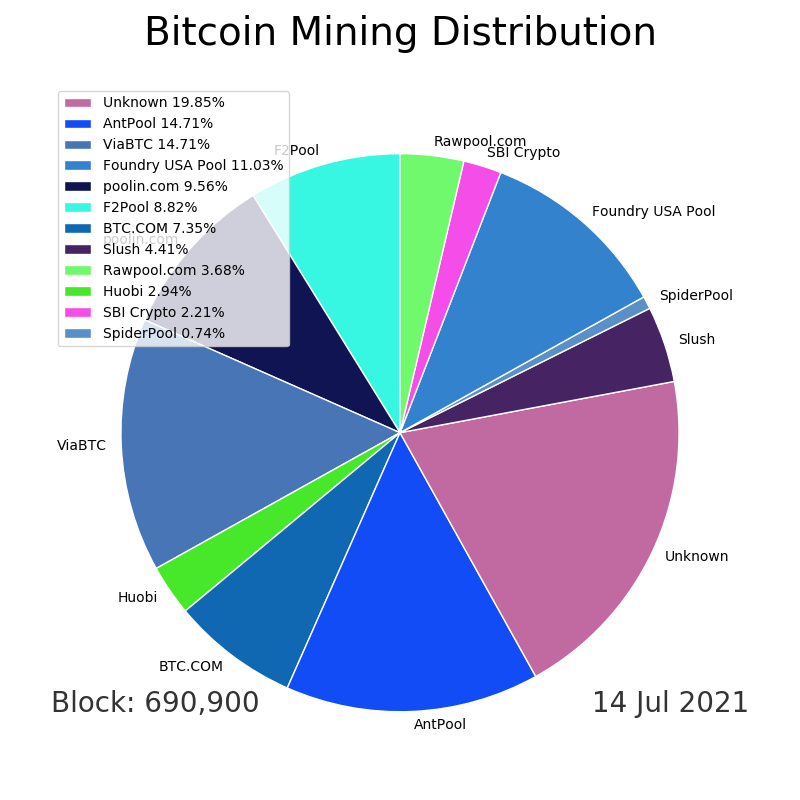 Bitcoin Mining Distribution
Unknown 19.85%
AntPool 14.71%
ViaBTC 14.71%
Foundry USA Pool 11.03%
poolin.com 9.56%
F2Pool 8.82%
BTC.COM 7.35%
Slush 4.41%
Rawpool.com 3.68%
Huobi 2.94%
SBI Crypto 2.21%
SpiderPool 0.74%
Rawpool.com
SBI Crypto
F2Pool
Foundry USA Pool
poolin.com
SpiderPool
Slush
ViaBTC
Unknown
Huobi
BTC.COM
AntPool
Block: 690,900
14 Jul 2021